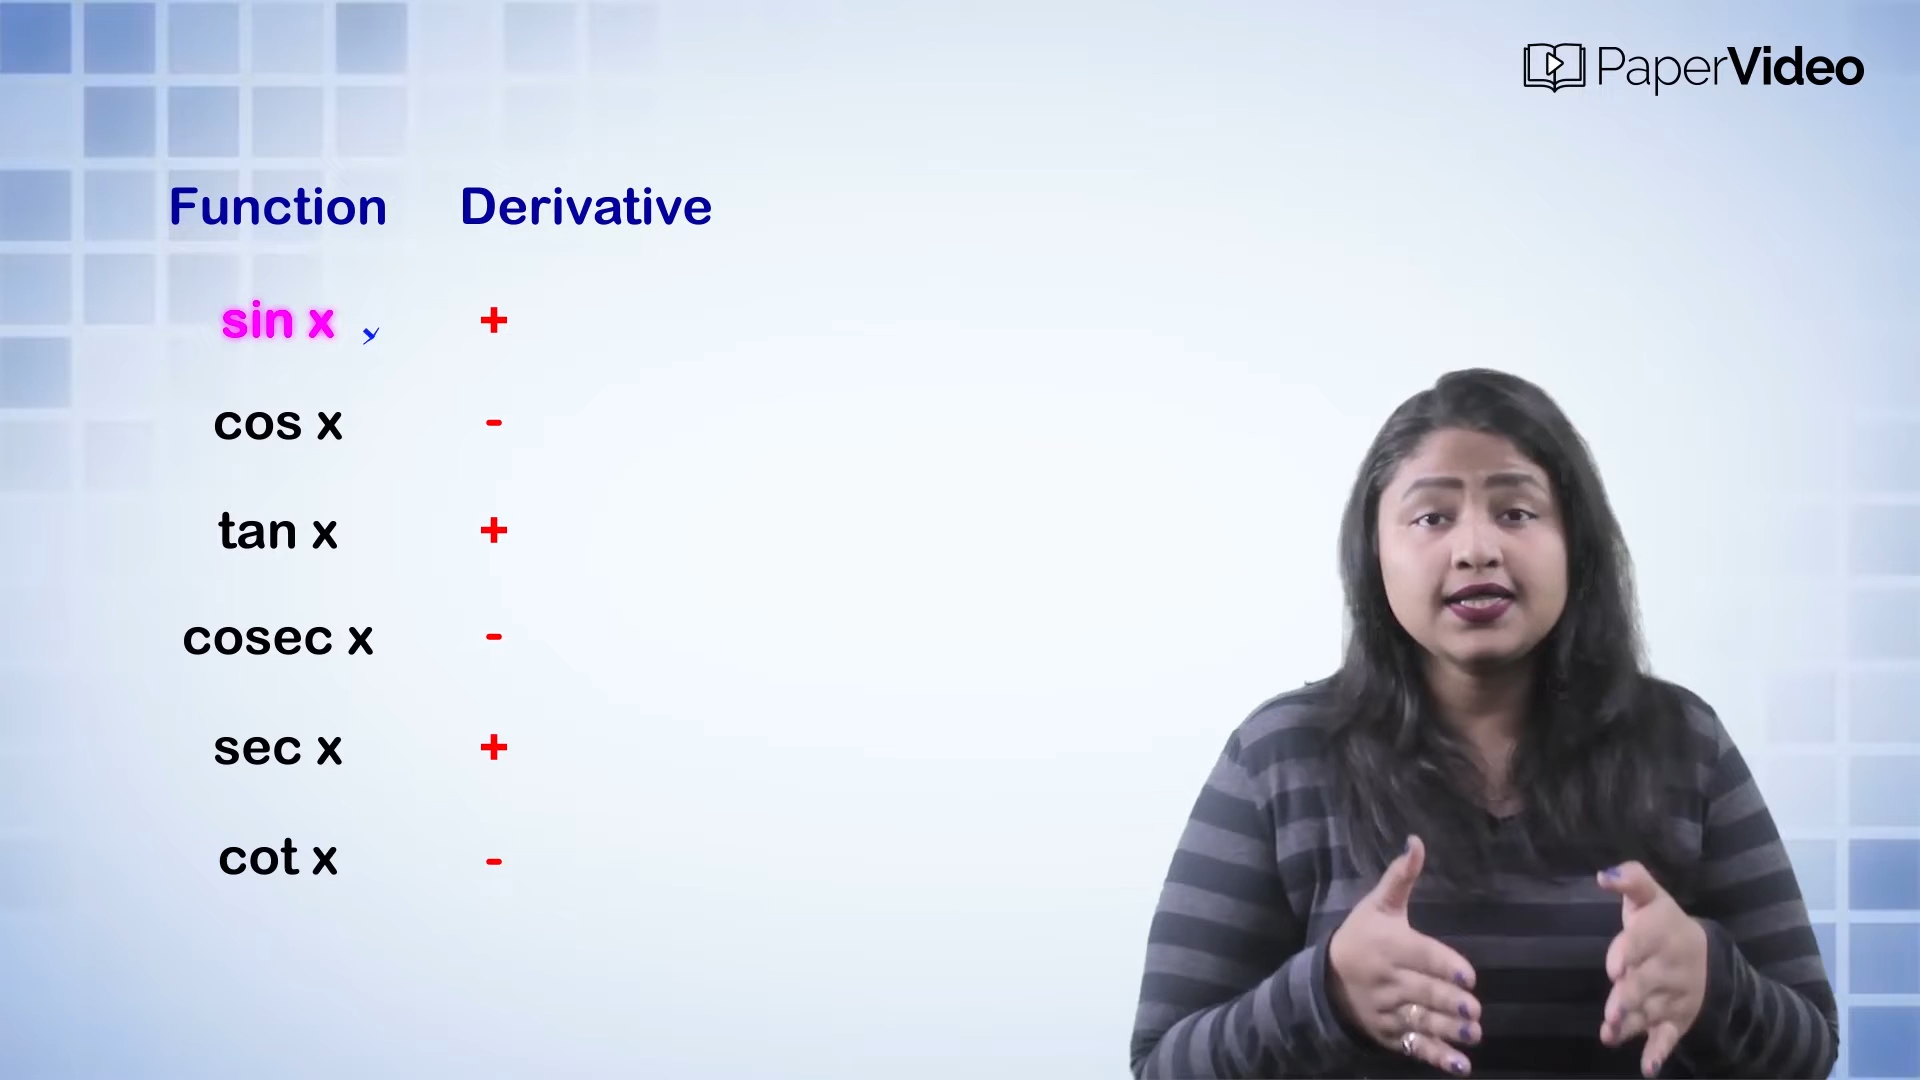 PaperVideo
Function Derivative
sin x +
cos x -
tan x +
cosec x -
sec x +
cot x -